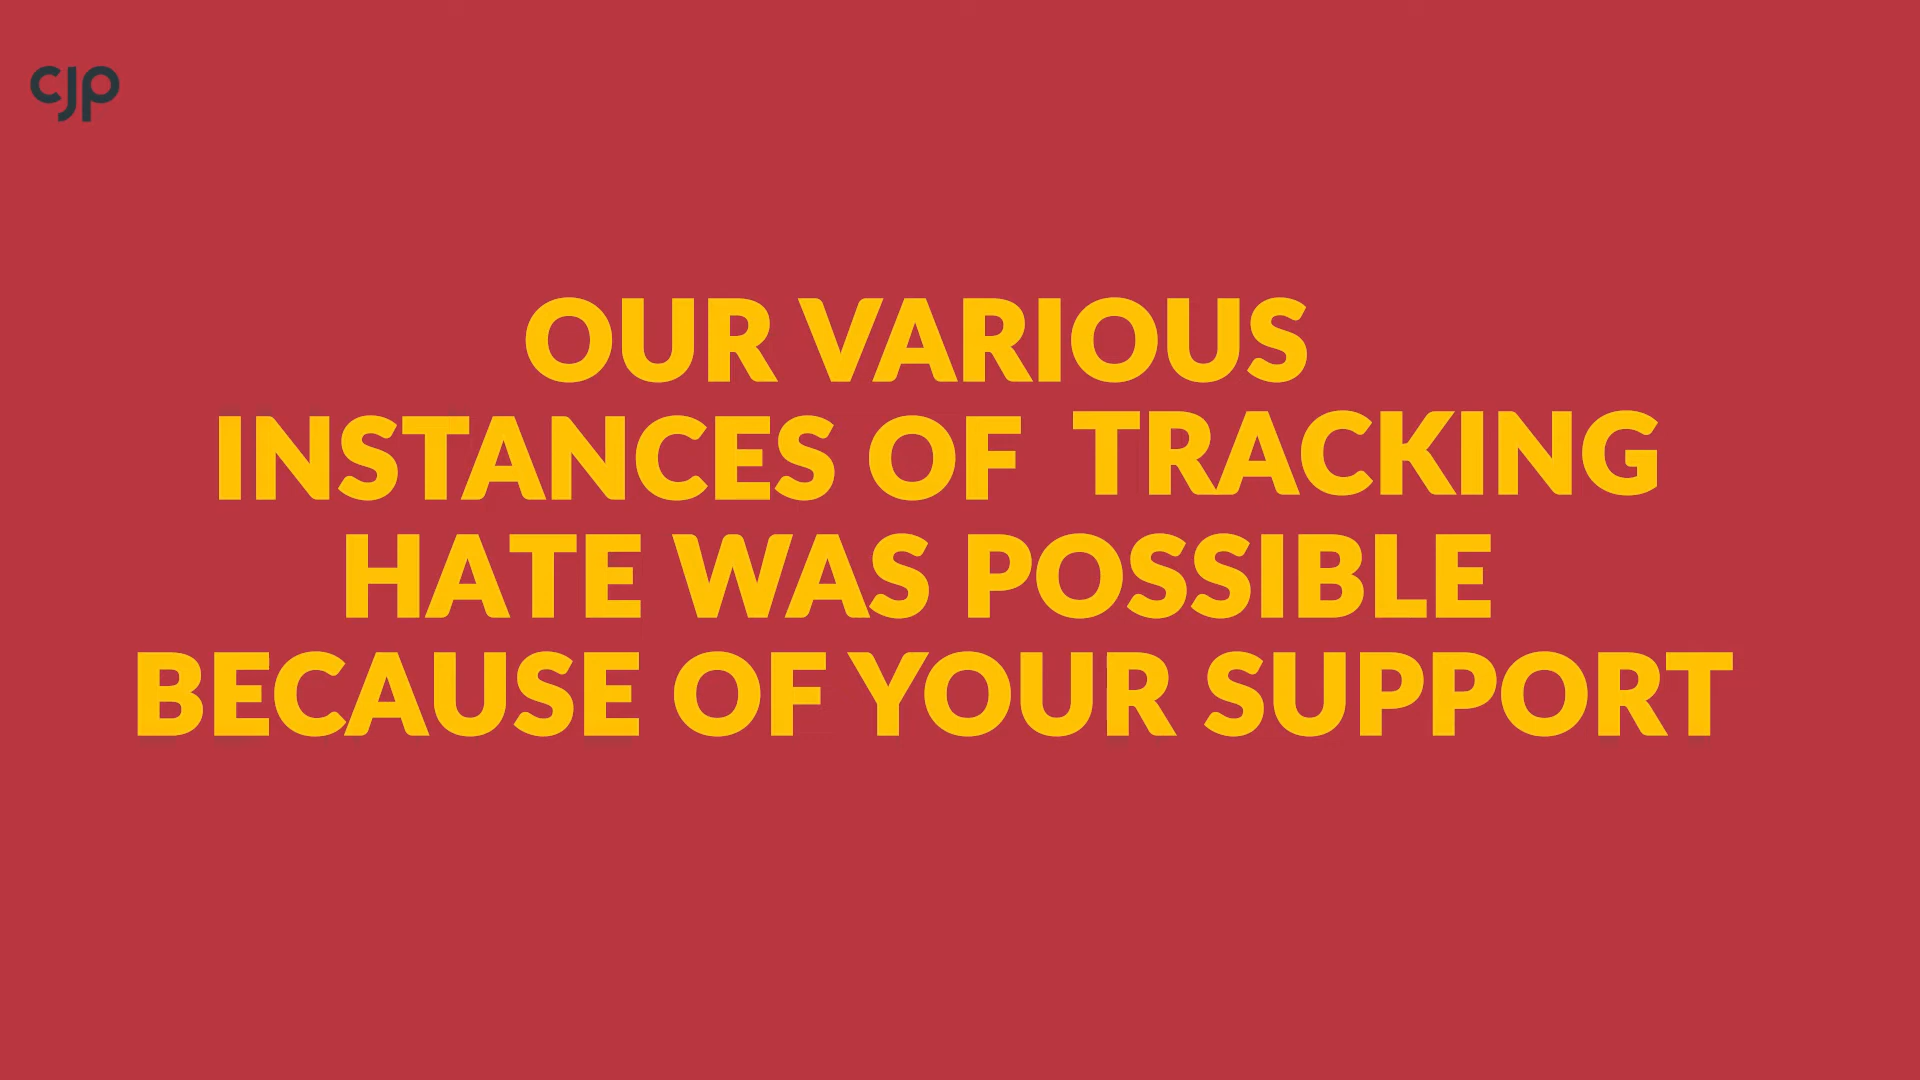 cjp
OUR VARIOUS
INSTANCES OF TRACKING
HATE WAS POSSIBLE
BECAUSE OF YOUR SUPPORT